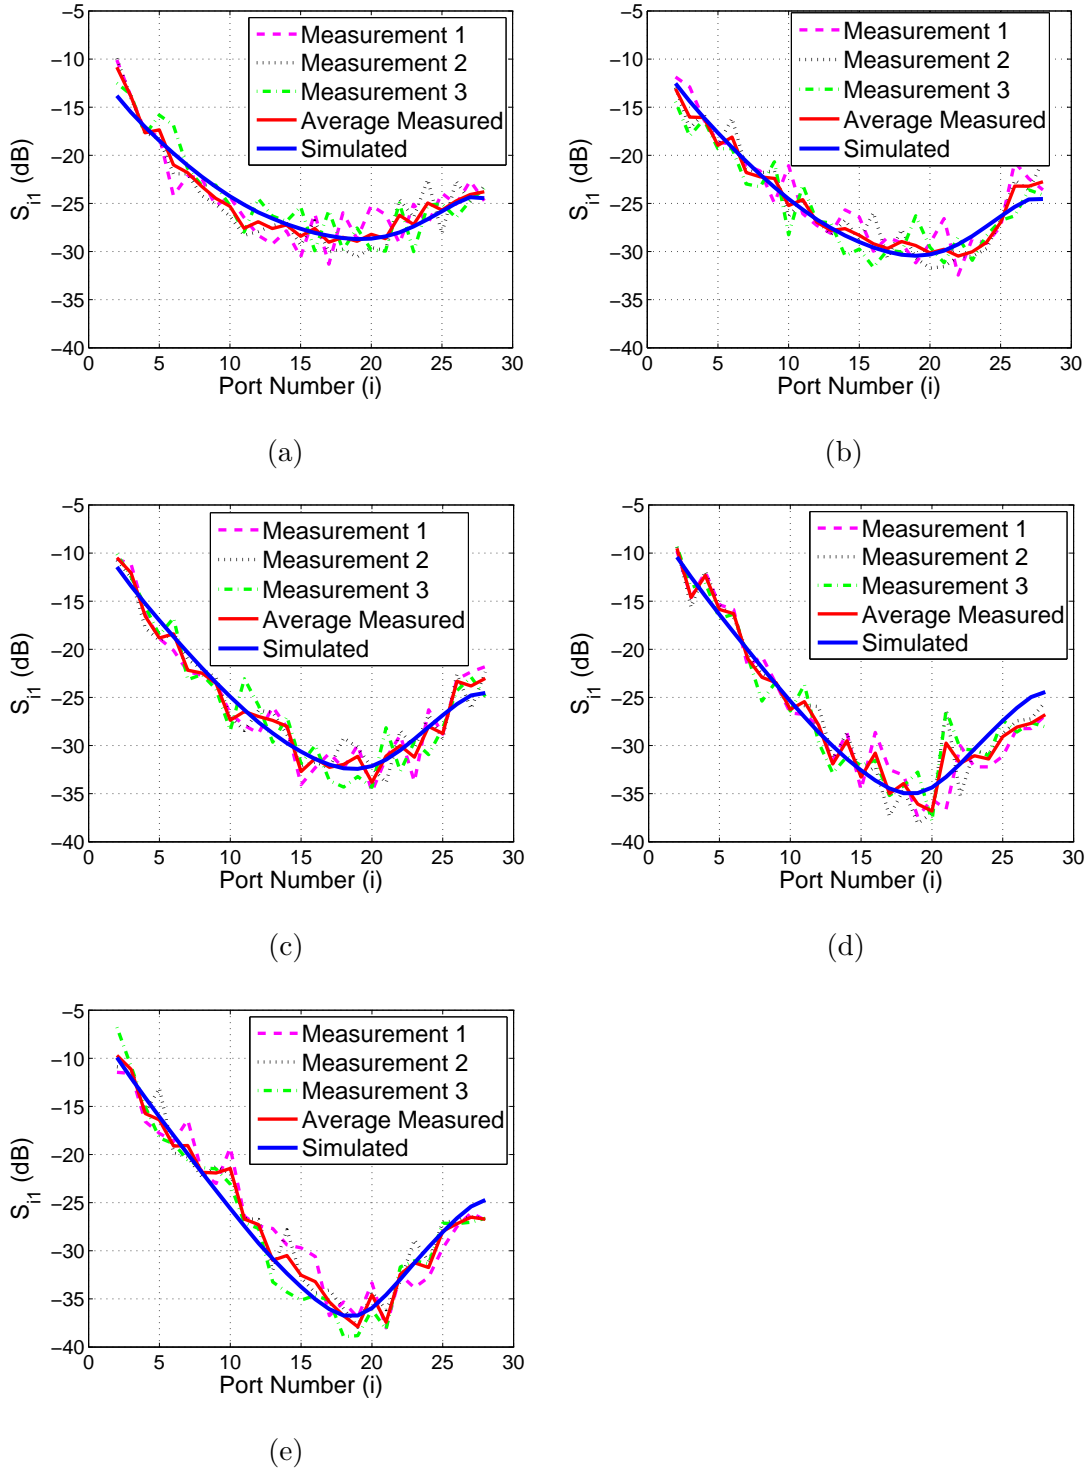 −5
−10
−15
−20
−25
−30
−35
−40
0 5 10 15 20 25 30
S_i1 (dB)
Port Number (i)
Measurement 1
Measurement 2
Measurement 3
Average Measured
Simulated
(a)
−5
−10
−15
−20
−25
−30
−35
−40
0 5 10 15 20 25 30
S_i1 (dB)
Port Number (i)
Measurement 1
Measurement 2
Measurement 3
Average Measured
Simulated
(b)
−5
−10
−15
−20
−25
−30
−35
−40
0 5 10 15 20 25 30
S_i1 (dB)
Port Number (i)
Measurement 1
Measurement 2
Measurement 3
Average Measured
Simulated
(c)
−5
−10
−15
−20
−25
−30
−35
−40
0 5 10 15 20 25 30
S_i1 (dB)
Port Number (i)
Measurement 1
Measurement 2
Measurement 3
Average Measured
Simulated
(d)
−5
−10
−15
−20
−25
−30
−35
−40
0 5 10 15 20 25 30
S_i1 (dB)
Port Number (i)
Measurement 1
Measurement 2
Measurement 3
Average Measured
Simulated
(e)